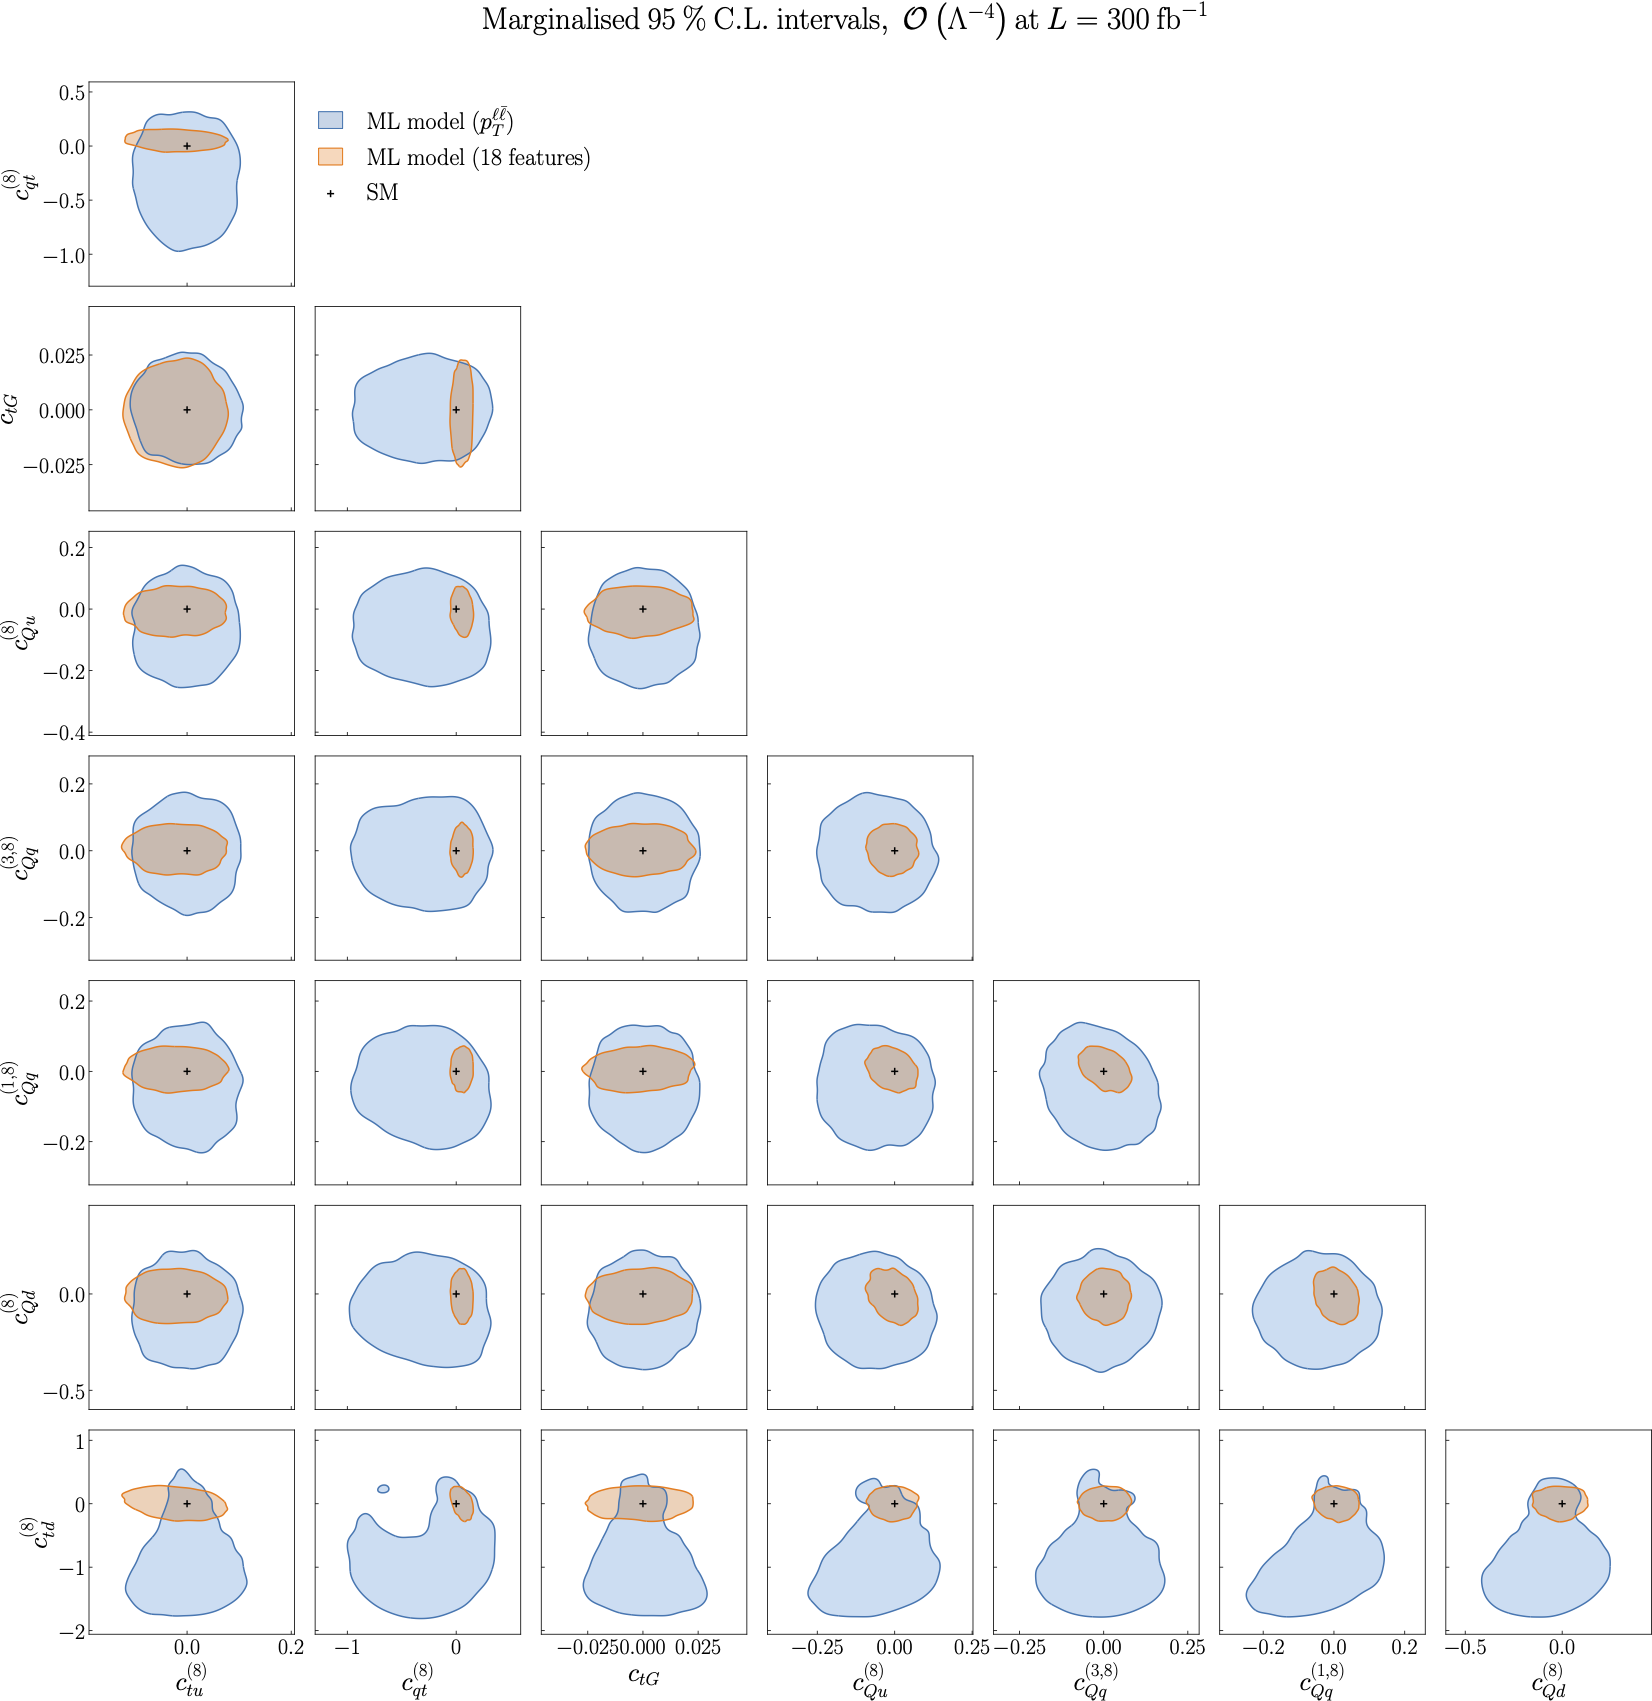 Marginalised 95 % C.L. intervals, 𝒪 (Λ⁻⁴) at L = 300 fb⁻¹
ML model (p_T^{ℓℓ̄})
ML model (18 features)
SM
0.5
0.0
−0.5
−1.0
c_{qt}^{(8)}
0.025
0.000
−0.025
c_{tG}
0.2
0.0
−0.2
−0.4
c_{Qu}^{(8)}
0.2
0.0
−0.2
c_{Qq}^{(3,8)}
0.2
0.0
−0.2
c_{Qq}^{(1,8)}
0.0
−0.5
c_{Qd}^{(8)}
1
0
−1
−2
c_{td}^{(8)}
0.0 0.2 −1 0 −0.025 0.000 0.025 −0.25 0.00 0.25 −0.25 0.00 0.25 −0.2 0.0 0.2 −0.5 0.0
c_{tu}^{(8)} c_{qt}^{(8)} c_{tG} c_{Qu}^{(8)} c_{Qq}^{(3,8)} c_{Qq}^{(1,8)} c_{Qd}^{(8)}